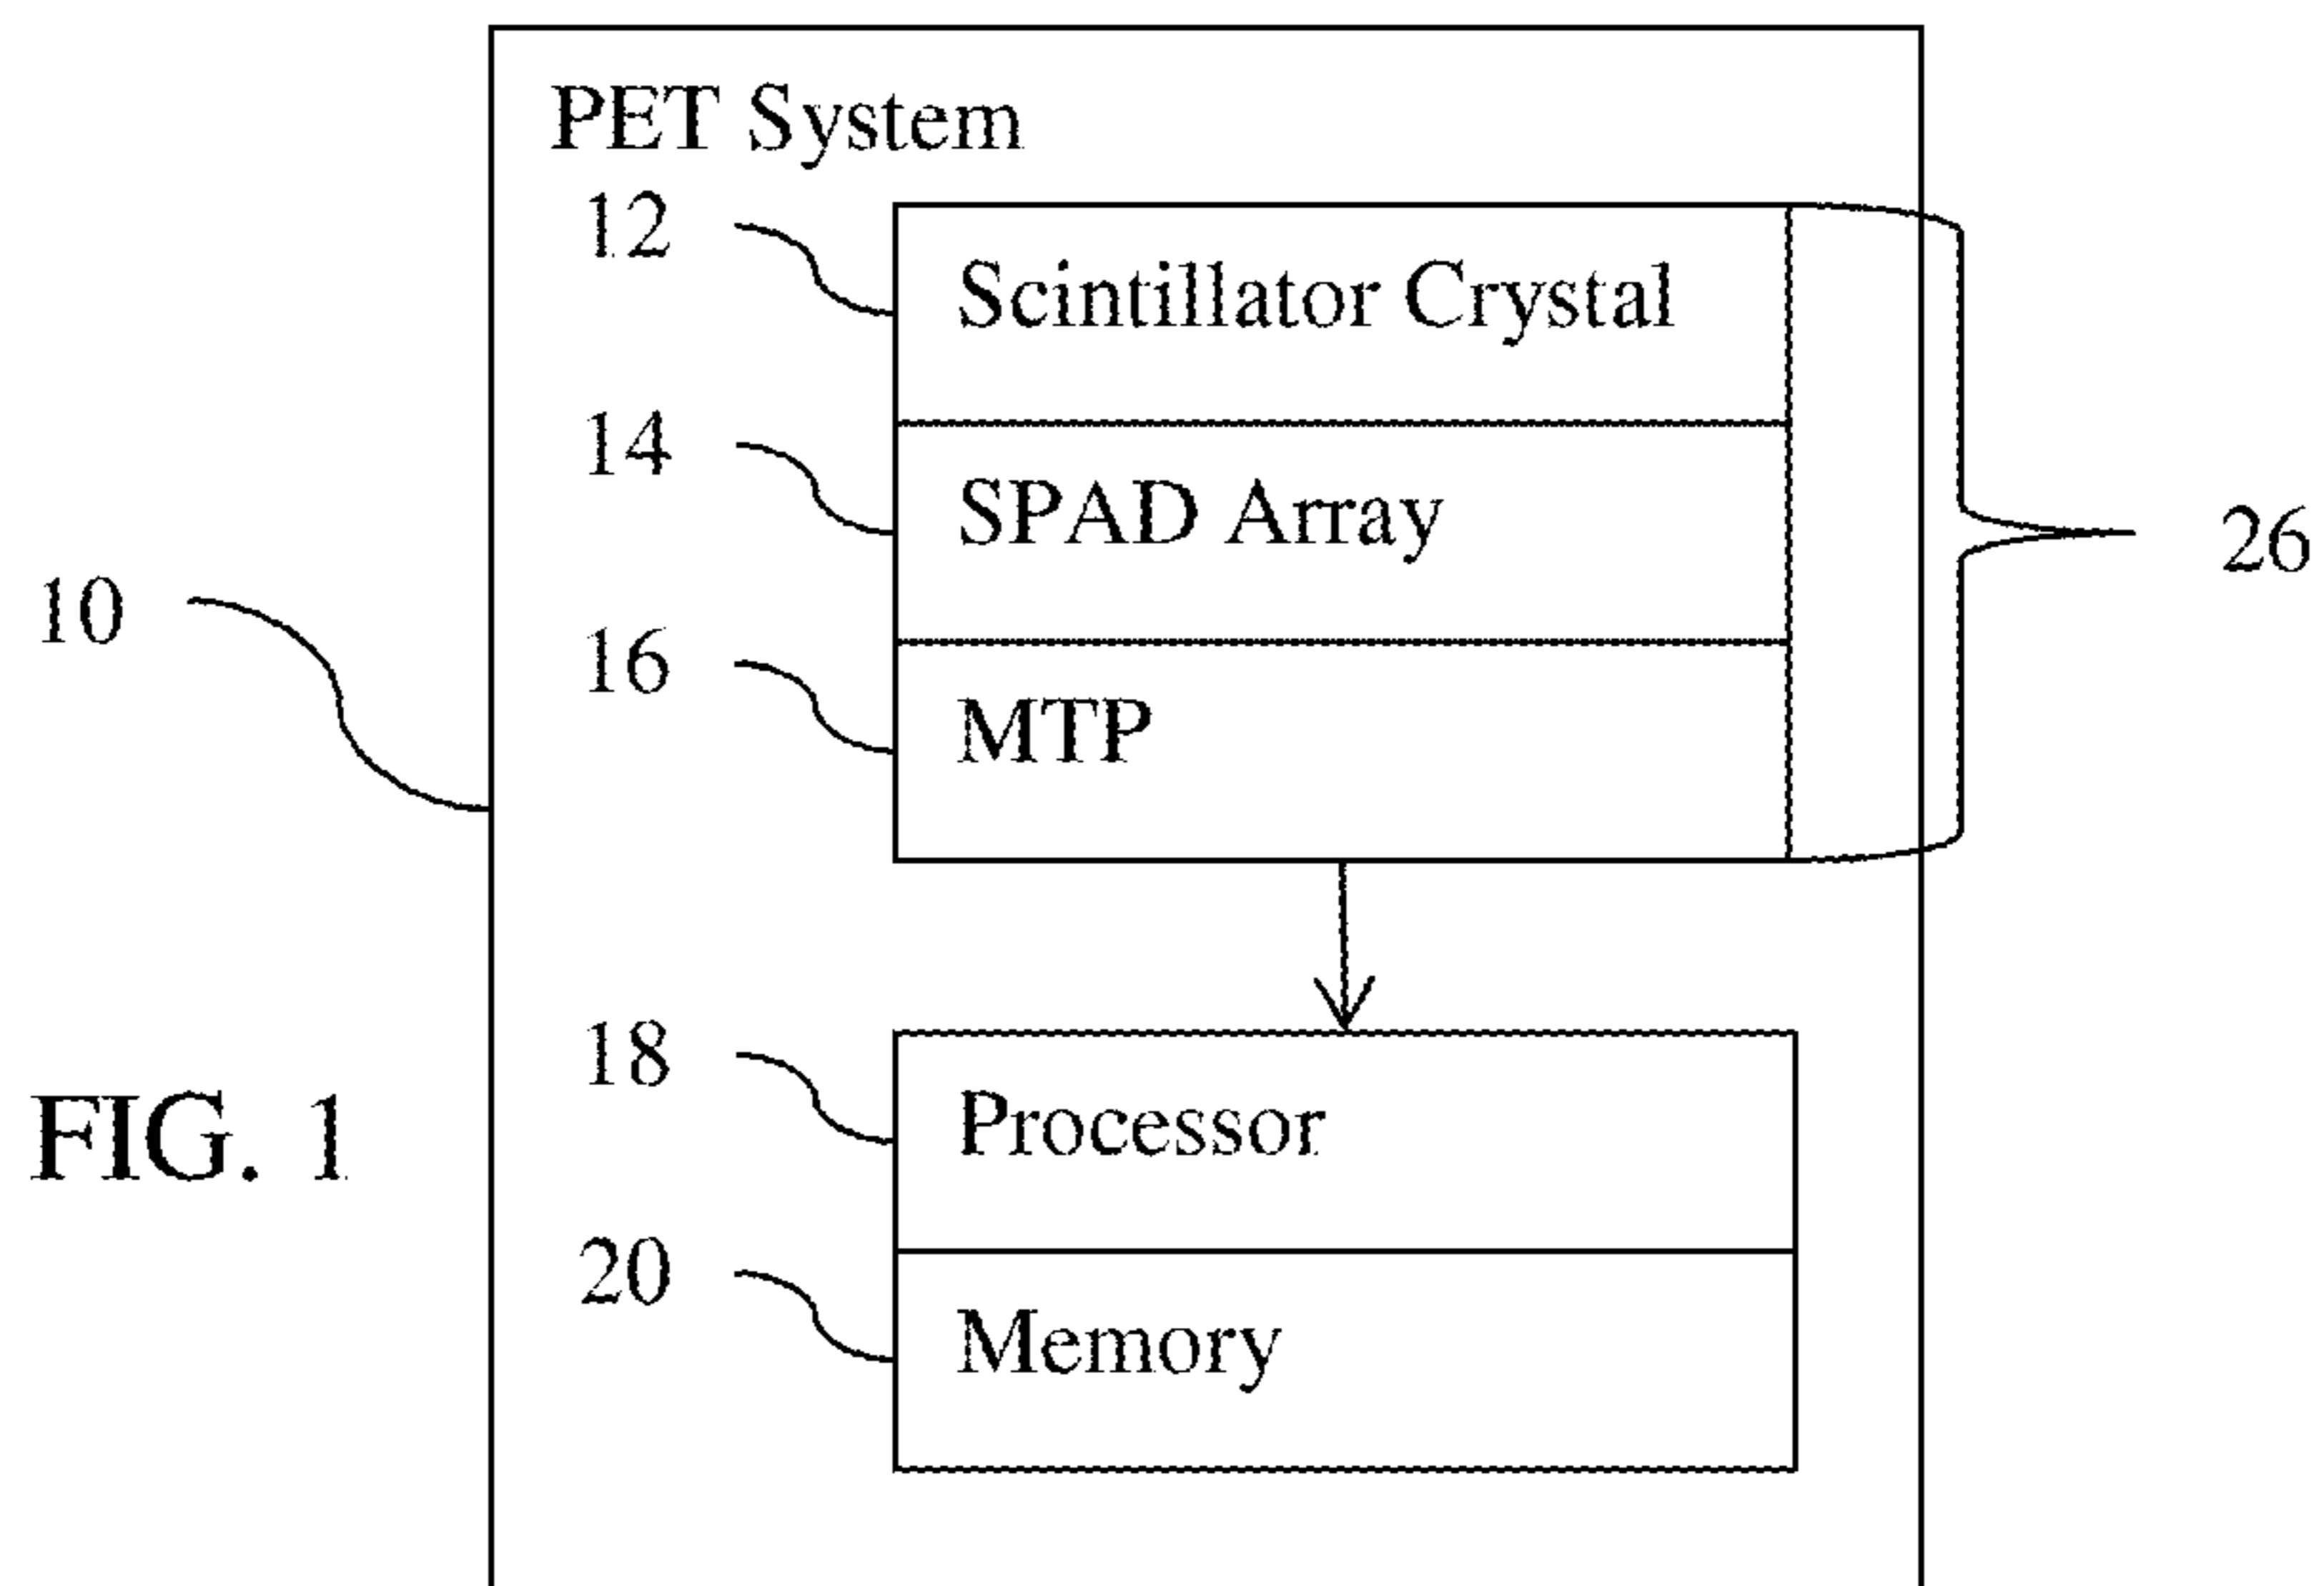 PET System
12
Scintillator Crystal
14
SPAD Array
26
10
16
MTP
18
Processor
FIG. 1
20
Memory